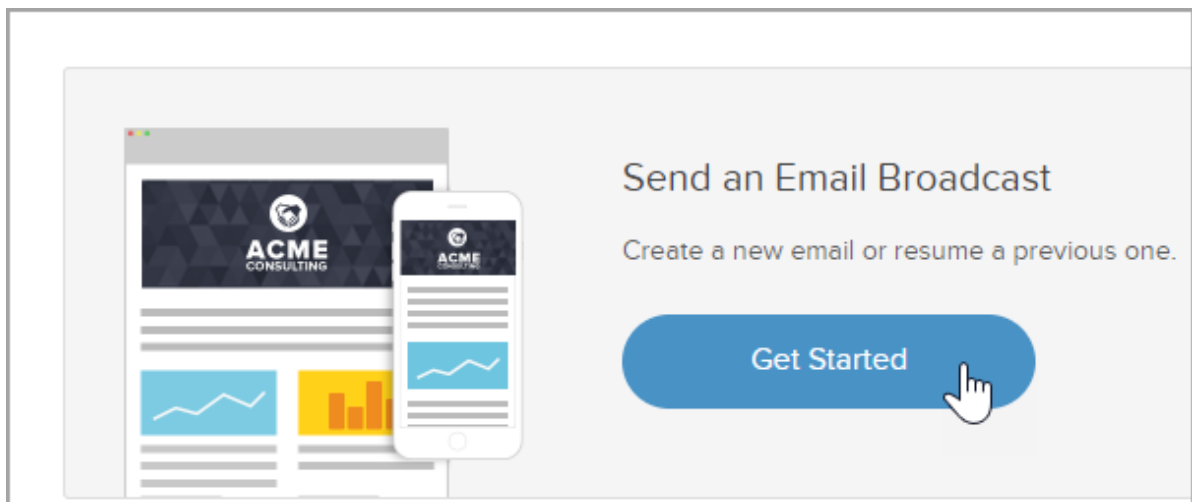 ACME
CONSULTING
ACME
CONSULTING
Send an Email Broadcast
Create a new email or resume a previous one.
Get Started